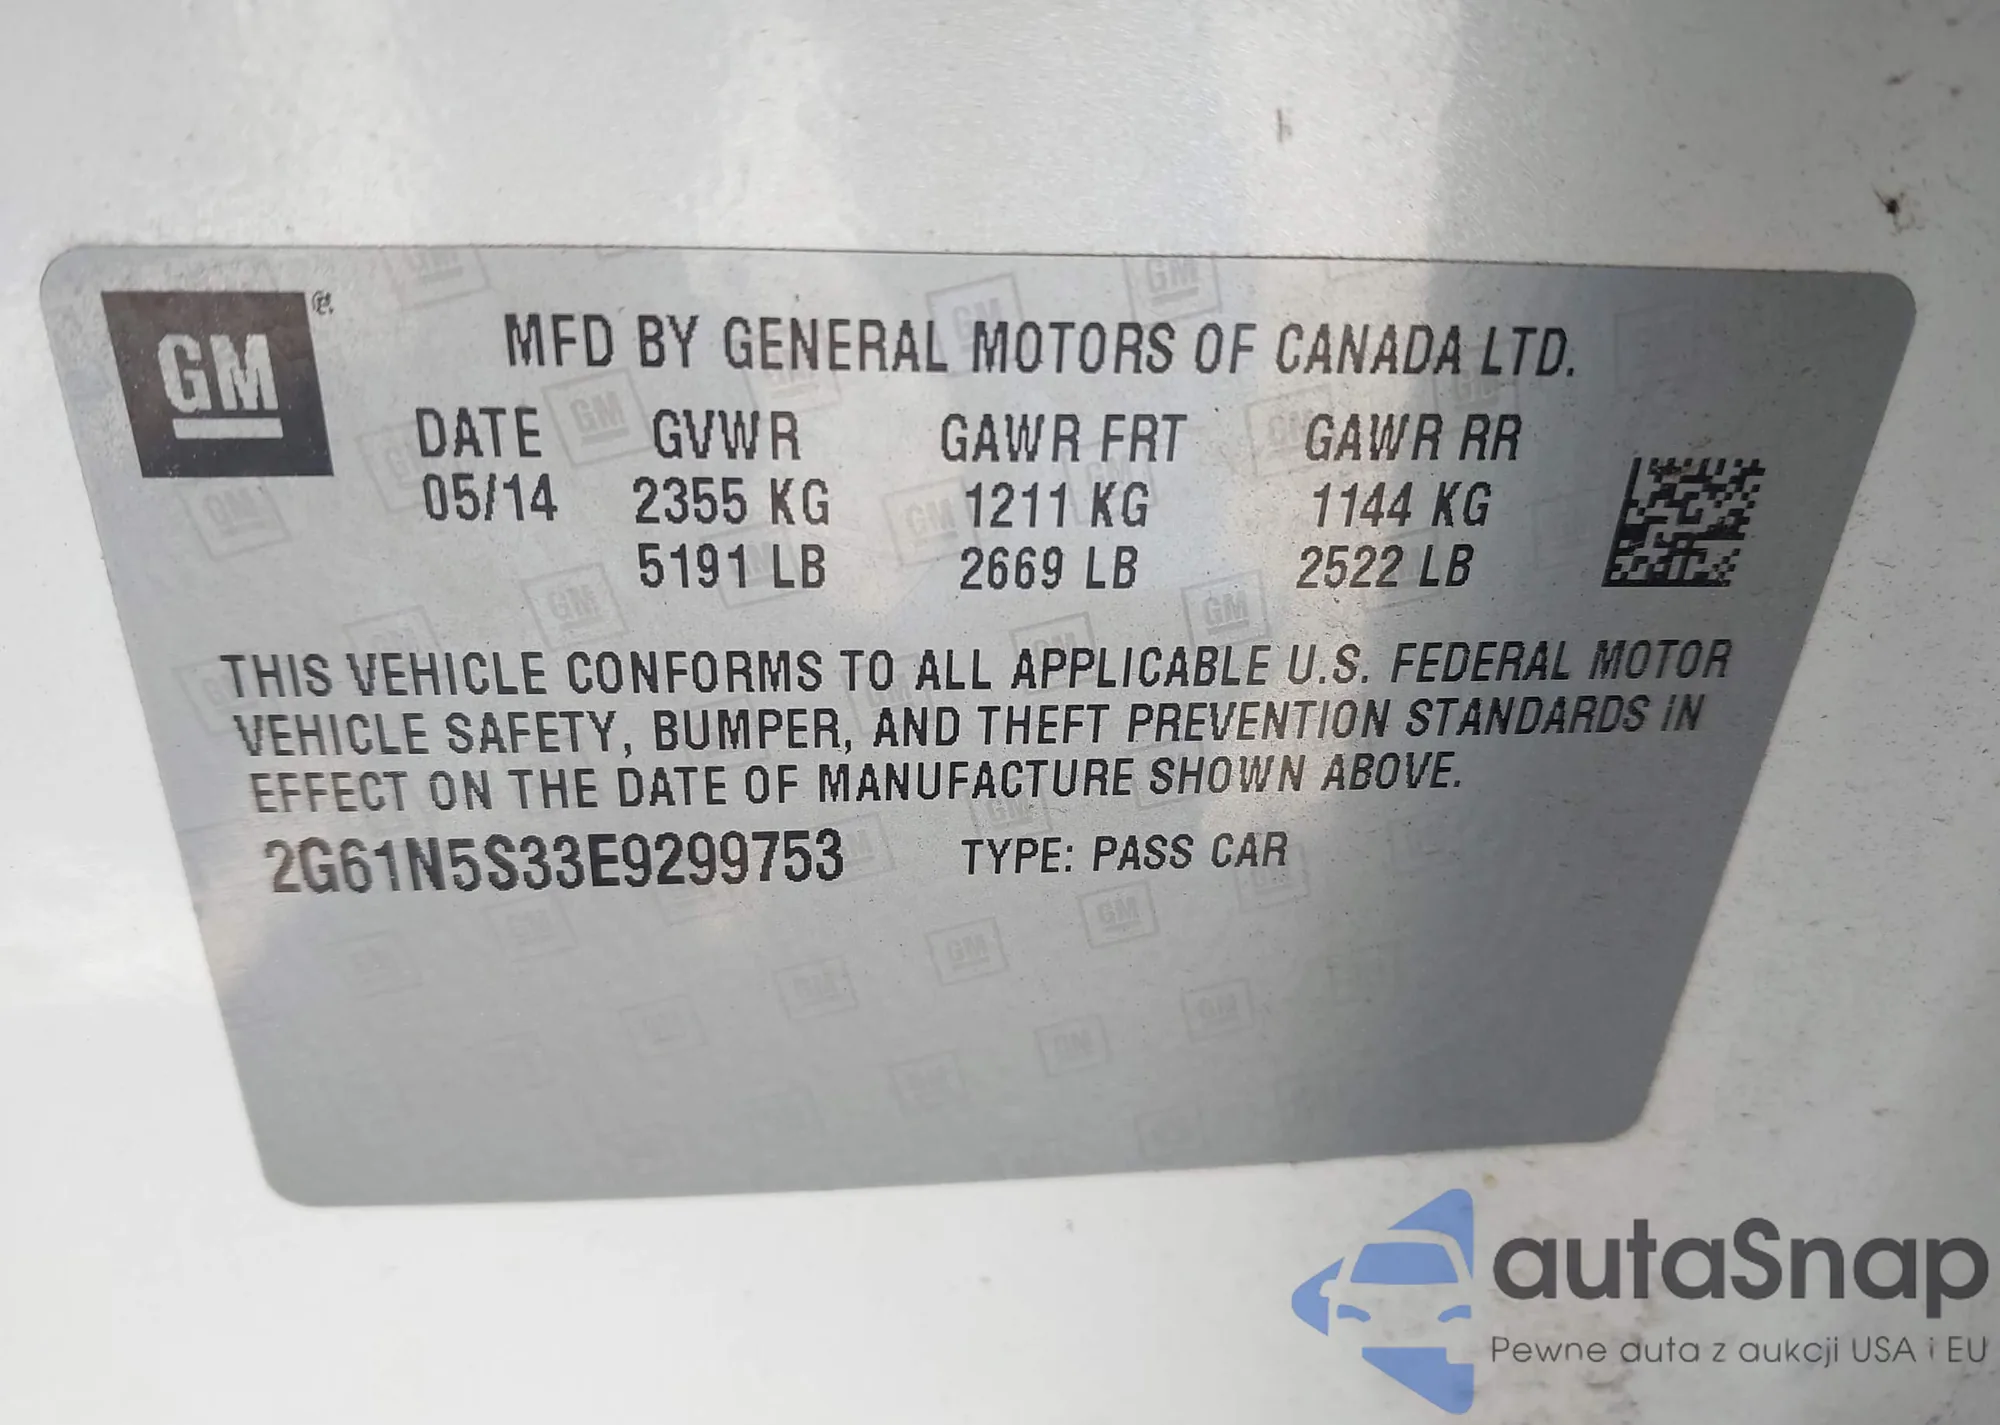 GM
MFD BY GENERAL MOTORS OF CANADA LTD.
DATE GVWR GAWR FRT GAWR RR
05/14 2355 KG 1211 KG 1144 KG
5191 LB 2669 LB 2522 LB
THIS VEHICLE CONFORMS TO ALL APPLICABLE U.S. FEDERAL MOTOR
VEHICLE SAFETY, BUMPER, AND THEFT PREVENTION STANDARDS IN
EFFECT ON THE DATE OF MANUFACTURE SHOWN ABOVE.
2G61N5S33E9299753 TYPE: PASS CAR
autaSnap
Pewne auta z aukcji USA i EU